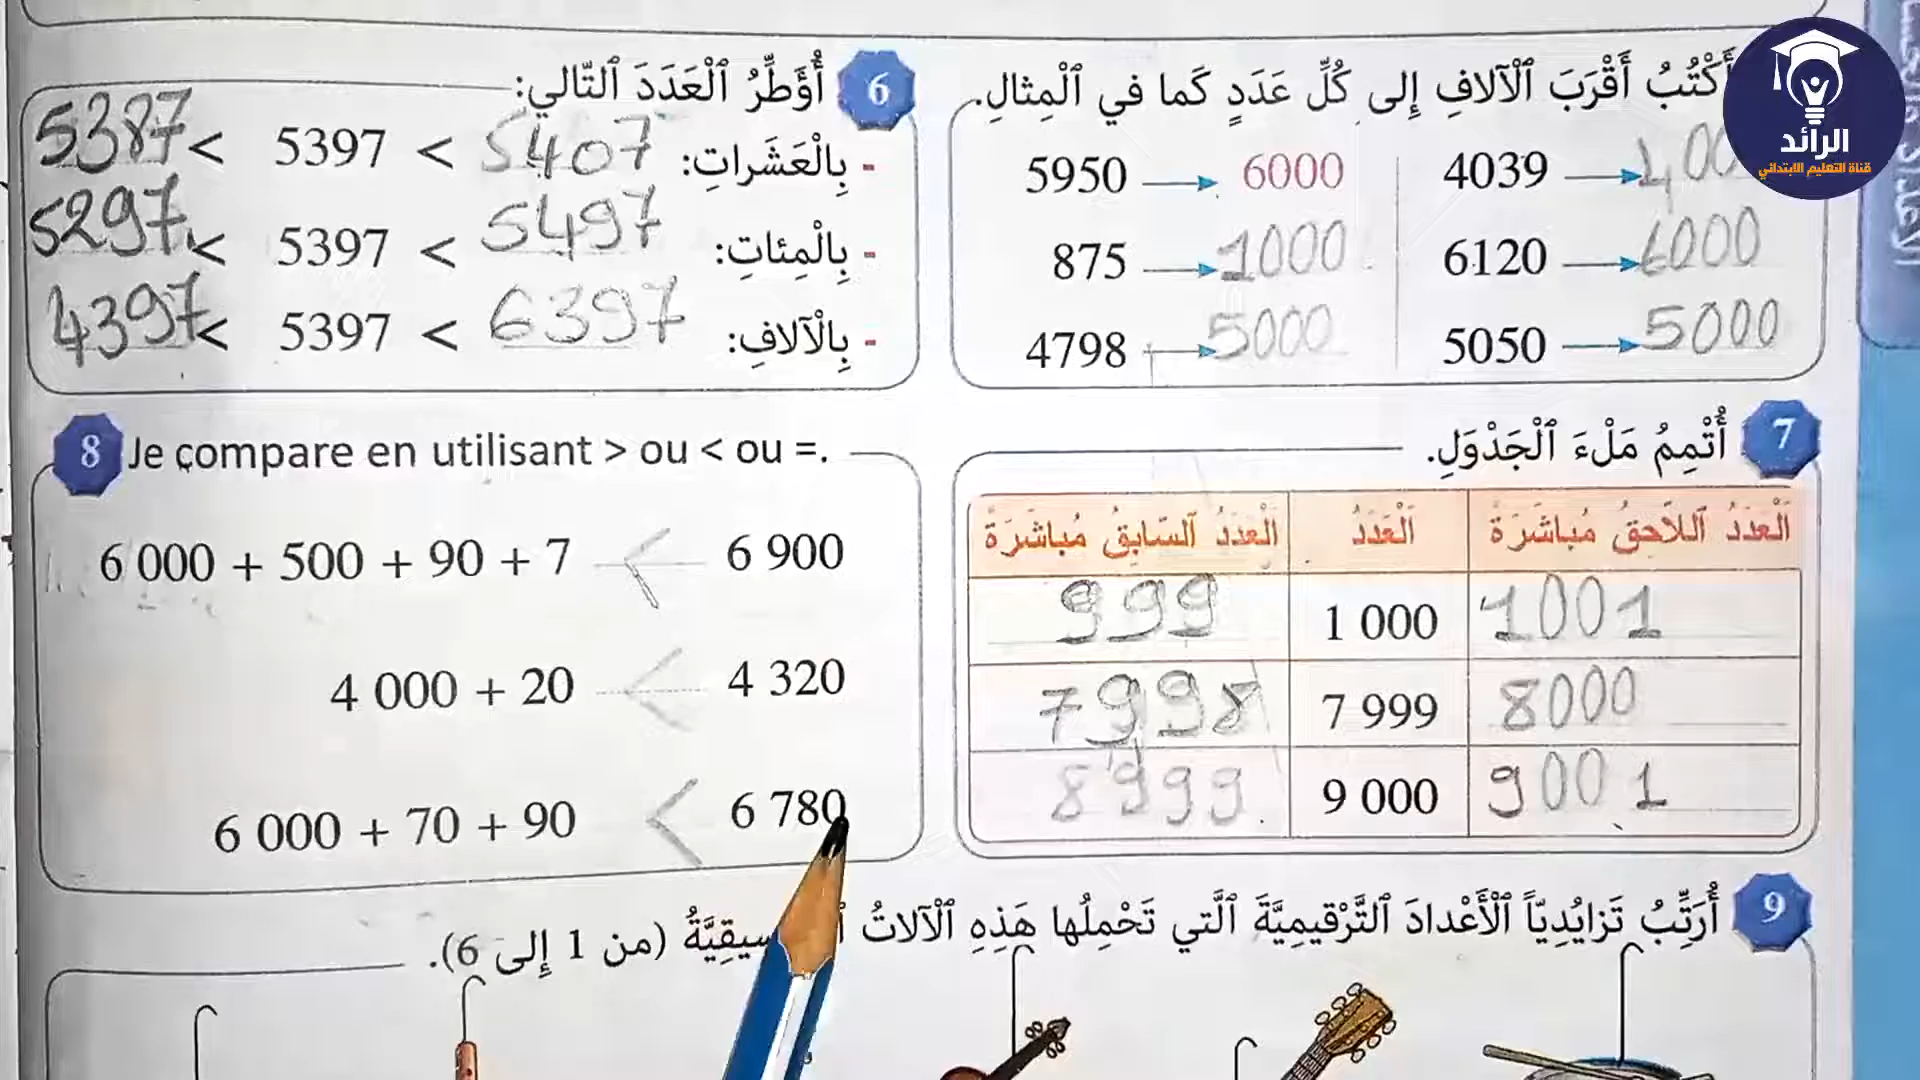 أَكْتُبُ أَقْرَبَ ٱلْآلافِ إِلى كُلِّ عَدَدٍ كَما في ٱلْمِثالِ.
5950 → 6000
4039 →
875 → 1000
6120 → 6000
4798 → 5000
5050 → 5000
الرائد
قناة التعليم الابتدائي
6 أُؤَطِّرُ ٱلْعَدَدَ ٱلتّالي:
- بِالْعَشَراتِ: 5387 < 5397 < 5407
- بِالْمِئاتِ: 5297 < 5397 < 5497
- بِالْآلافِ: 4397 < 5397 < 6397
7 أُتْمِمُ مَلْءَ ٱلْجَدْوَلِ.
اَلْعَدَدُ ٱللاّحِقُ مُباشَرَةً اَلْعَدَدُ اَلْعَدَدُ ٱلسّابِقُ مُباشَرَةً
999 1 000 1001
7998 7 999 8000
8999 9 000 9001
8 Je compare en utilisant > ou < ou =.
6 000 + 500 + 90 + 7 < 6 900
4 000 + 20 < 4 320
6 000 + 70 + 90 < 6 780
9 أُرَتِّبُ تَزايُدِيّاً ٱلْأَعْدادَ ٱلتَّرْقيمِيَّةَ ٱلَّتي تَحْمِلُها هَذِهِ ٱلْآلاتُ (من 1 إِلى 6).